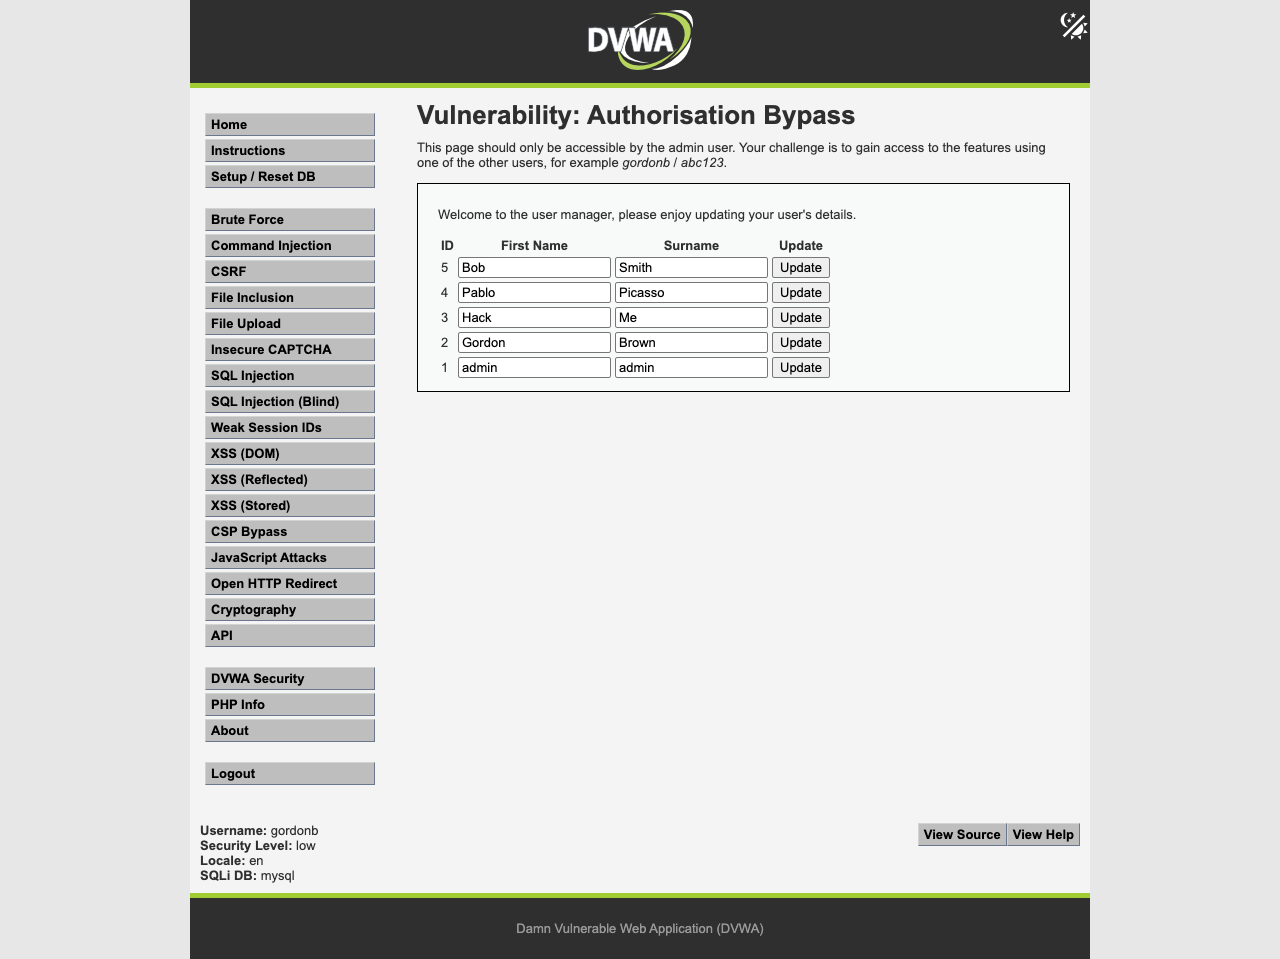 DVWA
Home
Instructions
Setup / Reset DB
Brute Force
Command Injection
CSRF
File Inclusion
File Upload
Insecure CAPTCHA
SQL Injection
SQL Injection (Blind)
Weak Session IDs
XSS (DOM)
XSS (Reflected)
XSS (Stored)
CSP Bypass
JavaScript Attacks
Open HTTP Redirect
Cryptography
API
DVWA Security
PHP Info
About
Logout
Vulnerability: Authorisation Bypass
This page should only be accessible by the admin user. Your challenge is to gain access to the features using
one of the other users, for example gordonb / abc123.
Welcome to the user manager, please enjoy updating your user's details.
ID First Name Surname Update
5 Bob Smith Update
4 Pablo Picasso Update
3 Hack Me Update
2 Gordon Brown Update
1 admin admin Update
Username: gordonb
Security Level: low
Locale: en
SQLi DB: mysql
View Source View Help
Damn Vulnerable Web Application (DVWA)